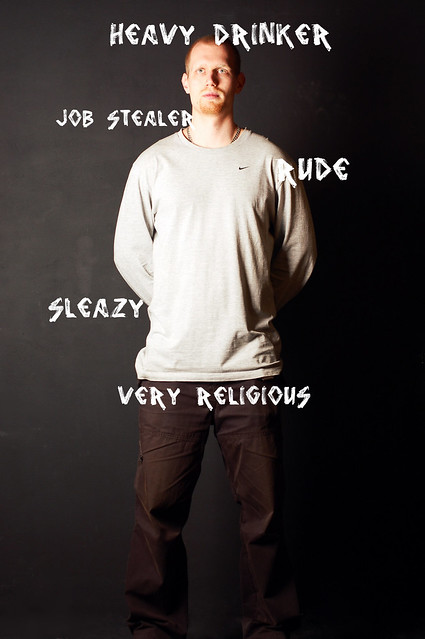 HEAVY DRINKER
JOB STEALER
RUDE
SLEAZY
VERY RELIGIOUS